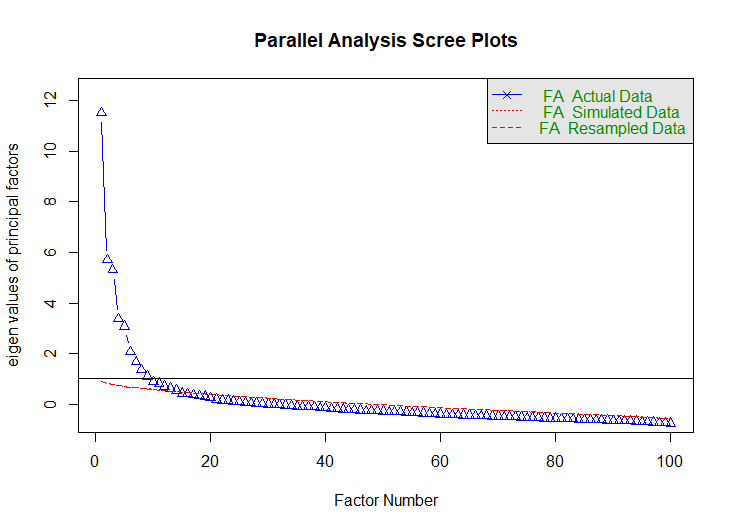 Parallel Analysis Scree Plots
FA Actual Data
FA Simulated Data
FA Resampled Data
eigen values of principal factors
12
10
8
6
4
2
0
0 20 40 60 80 100
Factor Number